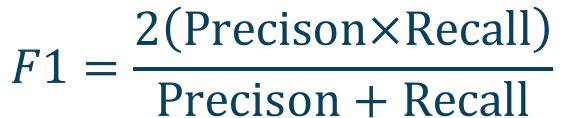 F1 = 2(Precison×Recall)
Precison + Recall